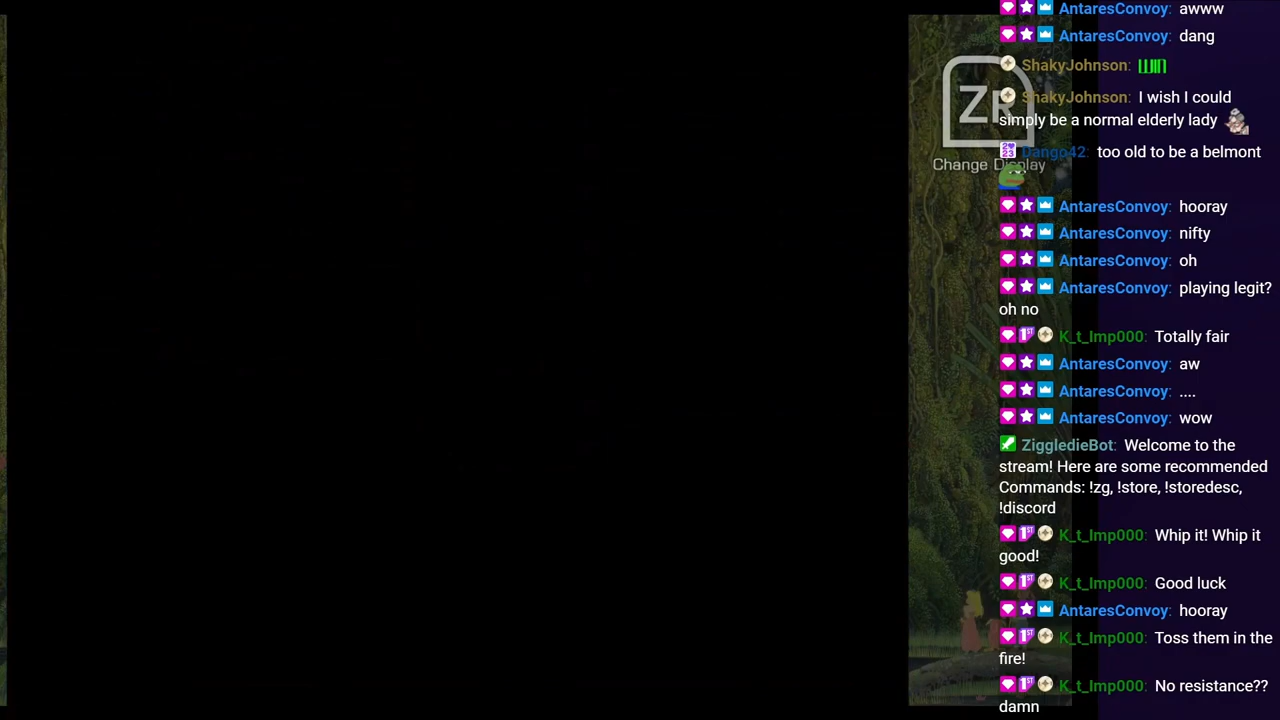 AntaresConvoy: awww
AntaresConvoy: dang
ShakyJohnson: WIN
ShakyJohnson: I wish I could
simply be a normal elderly lady
Dango42: too old to be a belmont
AntaresConvoy: hooray
AntaresConvoy: nifty
AntaresConvoy: oh
AntaresConvoy: playing legit?
oh no
K_t_Imp000: Totally fair
AntaresConvoy: aw
AntaresConvoy: ....
AntaresConvoy: wow
ZiggledieBot: Welcome to the
stream! Here are some recommended
Commands: !zg, !store, !storedesc,
!discord
K_t_Imp000: Whip it! Whip it
good!
K_t_Imp000: Good luck
AntaresConvoy: hooray
K_t_Imp000: Toss them in the
fire!
K_t_Imp000: No resistance??
damn
ZR
Change Display